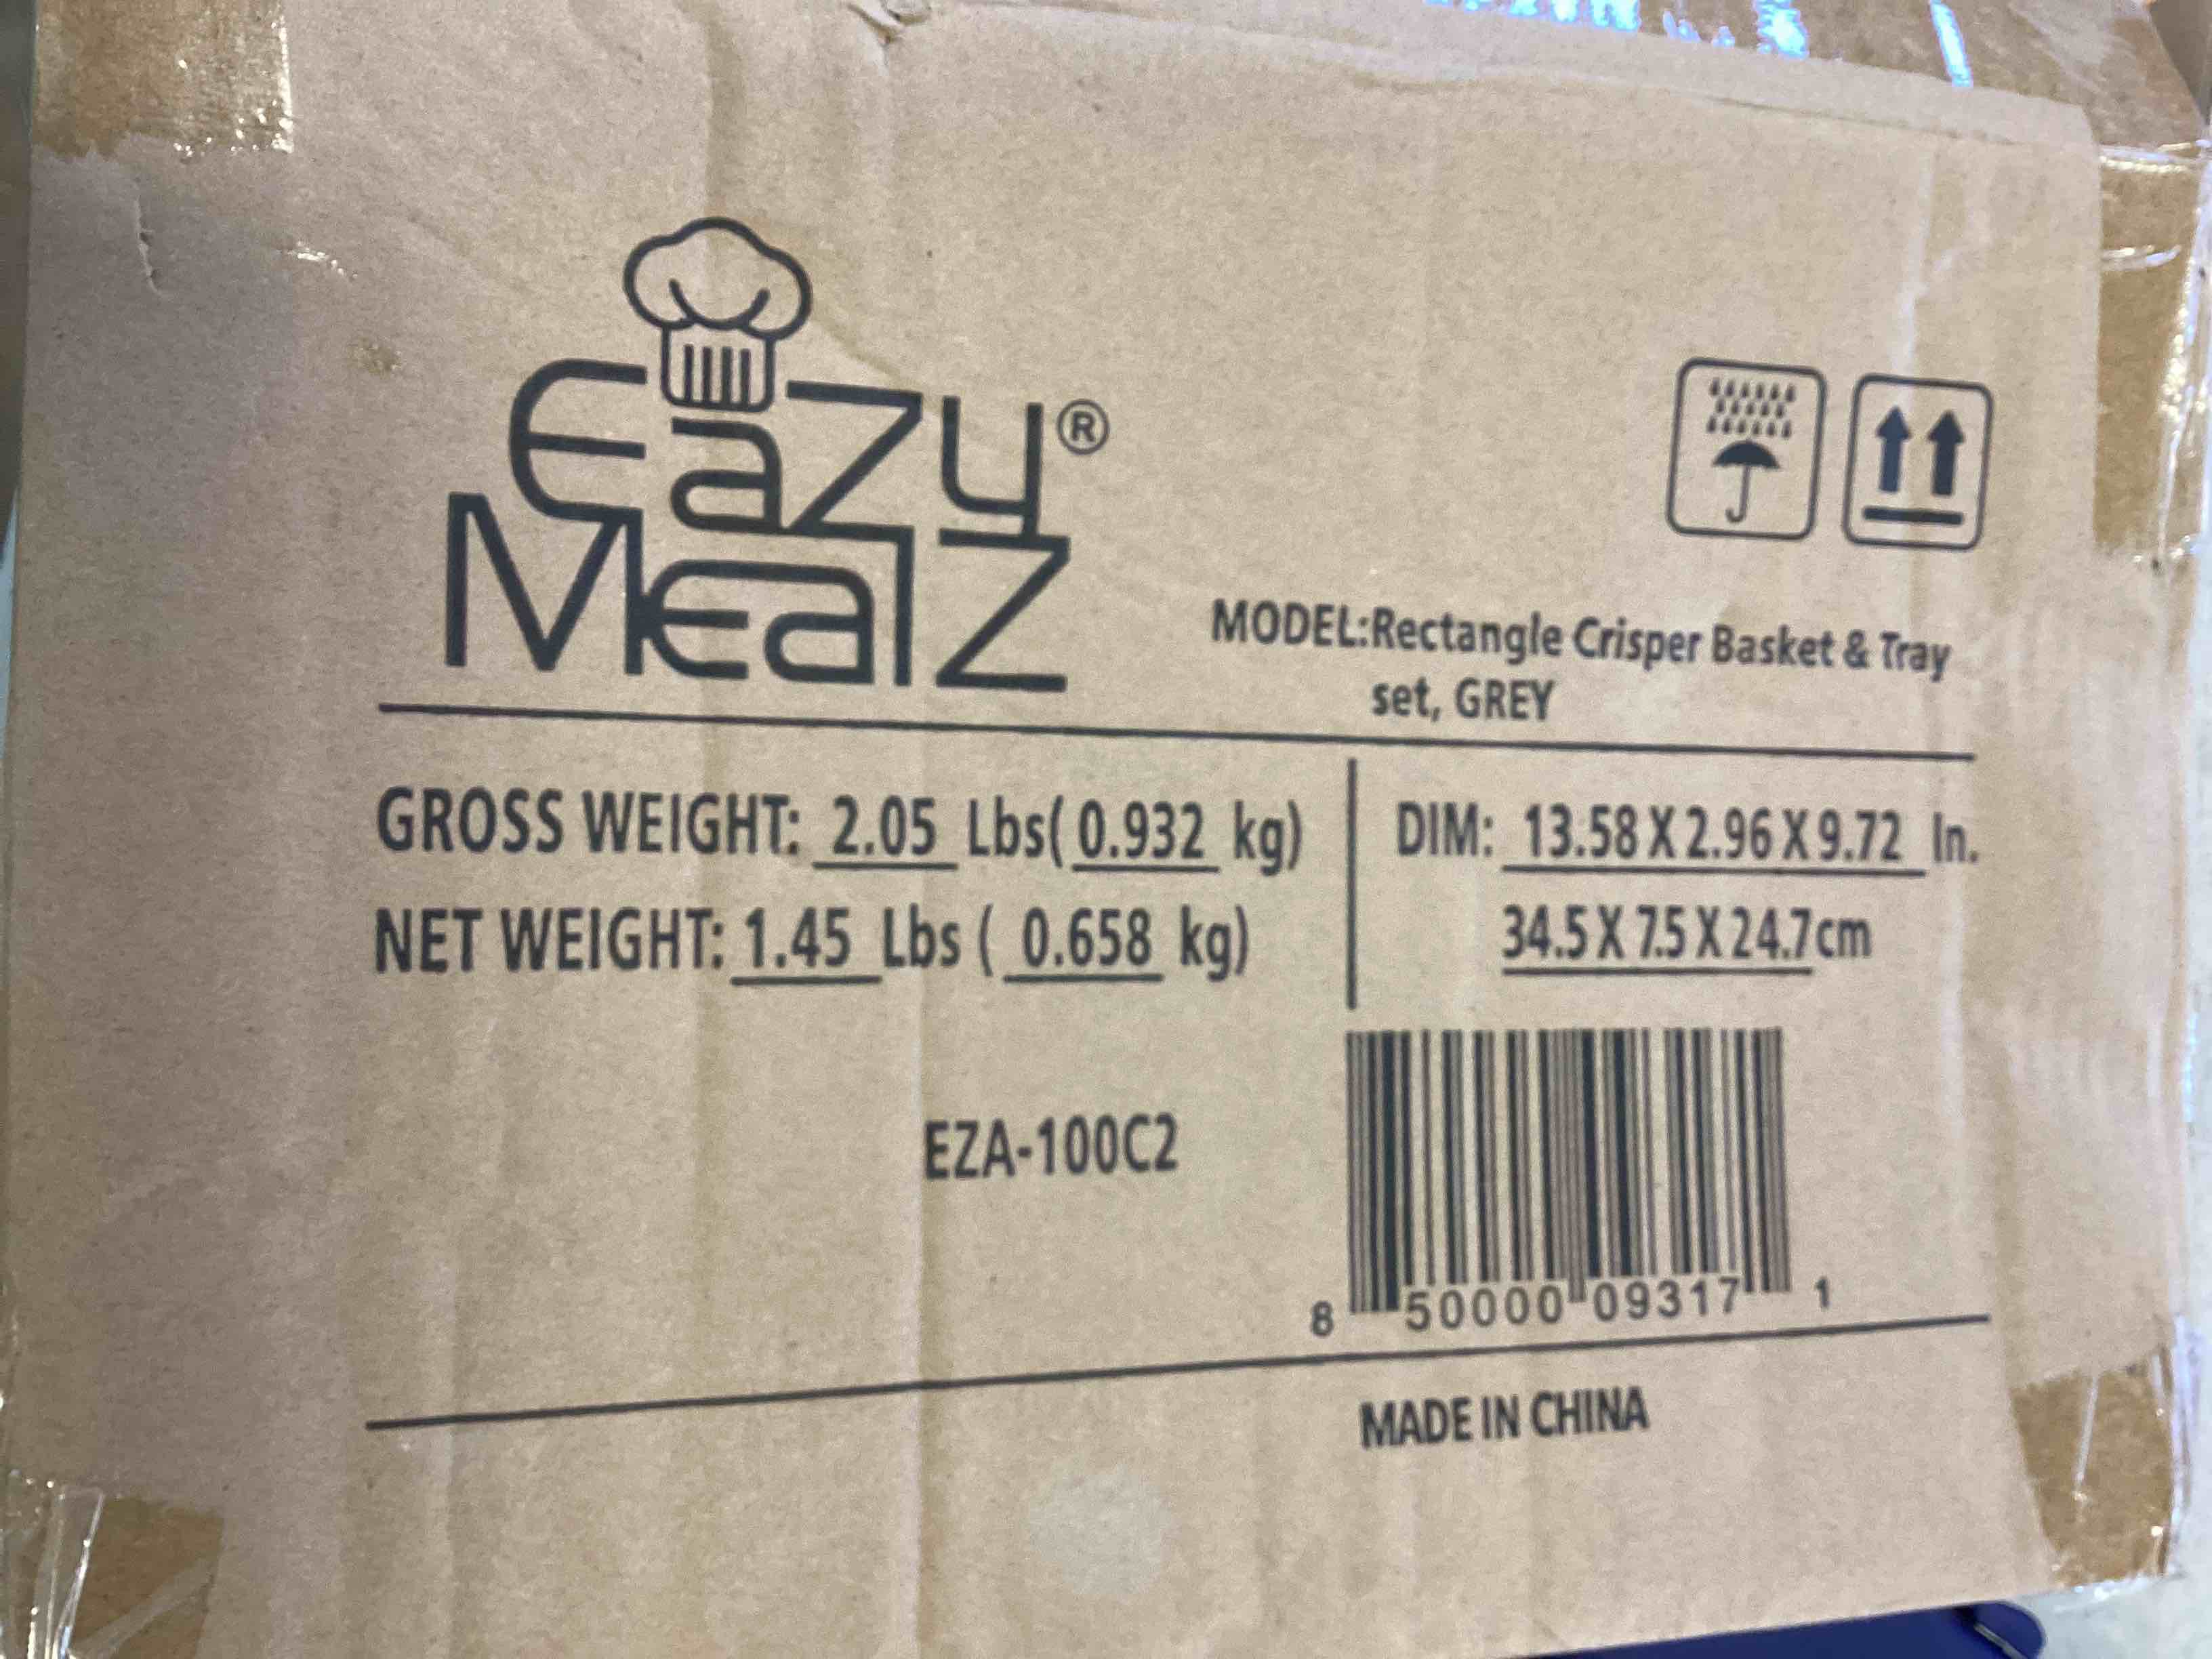 Eazy®
Mealz
MODEL:Rectangle Crisper Basket & Tray
set, GREY
GROSS WEIGHT: 2.05 Lbs( 0.932 kg)
NET WEIGHT: 1.45 Lbs ( 0.658 kg)
DIM: 13.58 X 2.96 X 9.72 In.
34.5 X 7.5 X 24.7cm
EZA-100C2
8 50000 09317 1
MADE IN CHINA